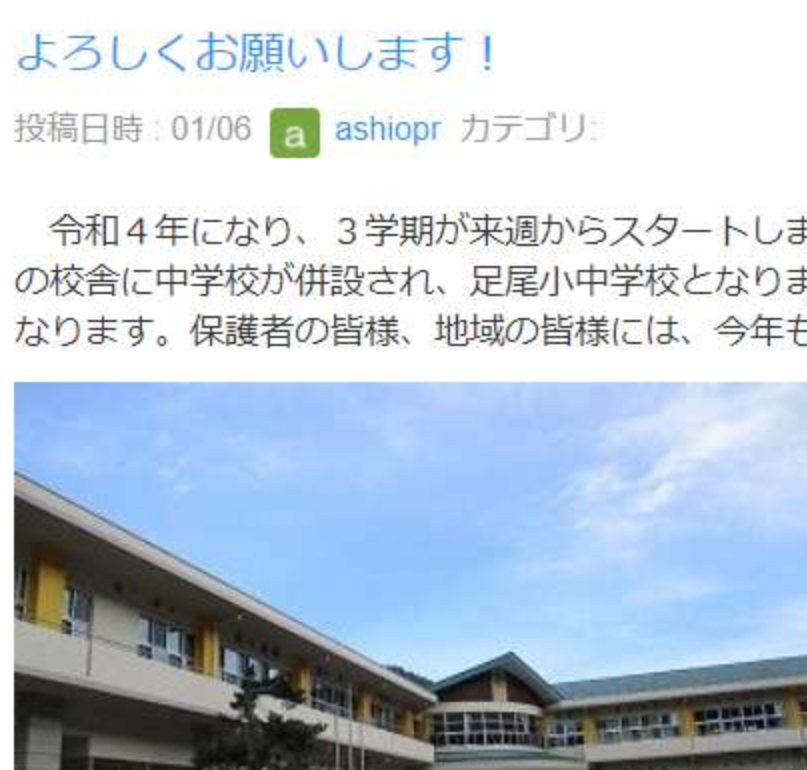 よろしくお願いします！
投稿日時 : 01/06 a ashiopr カテゴリ:
令和４年になり、３学期が来週からスタートしま
の校舎に中学校が併設され、足尾小中学校となりま
なります。保護者の皆様、地域の皆様には、今年も